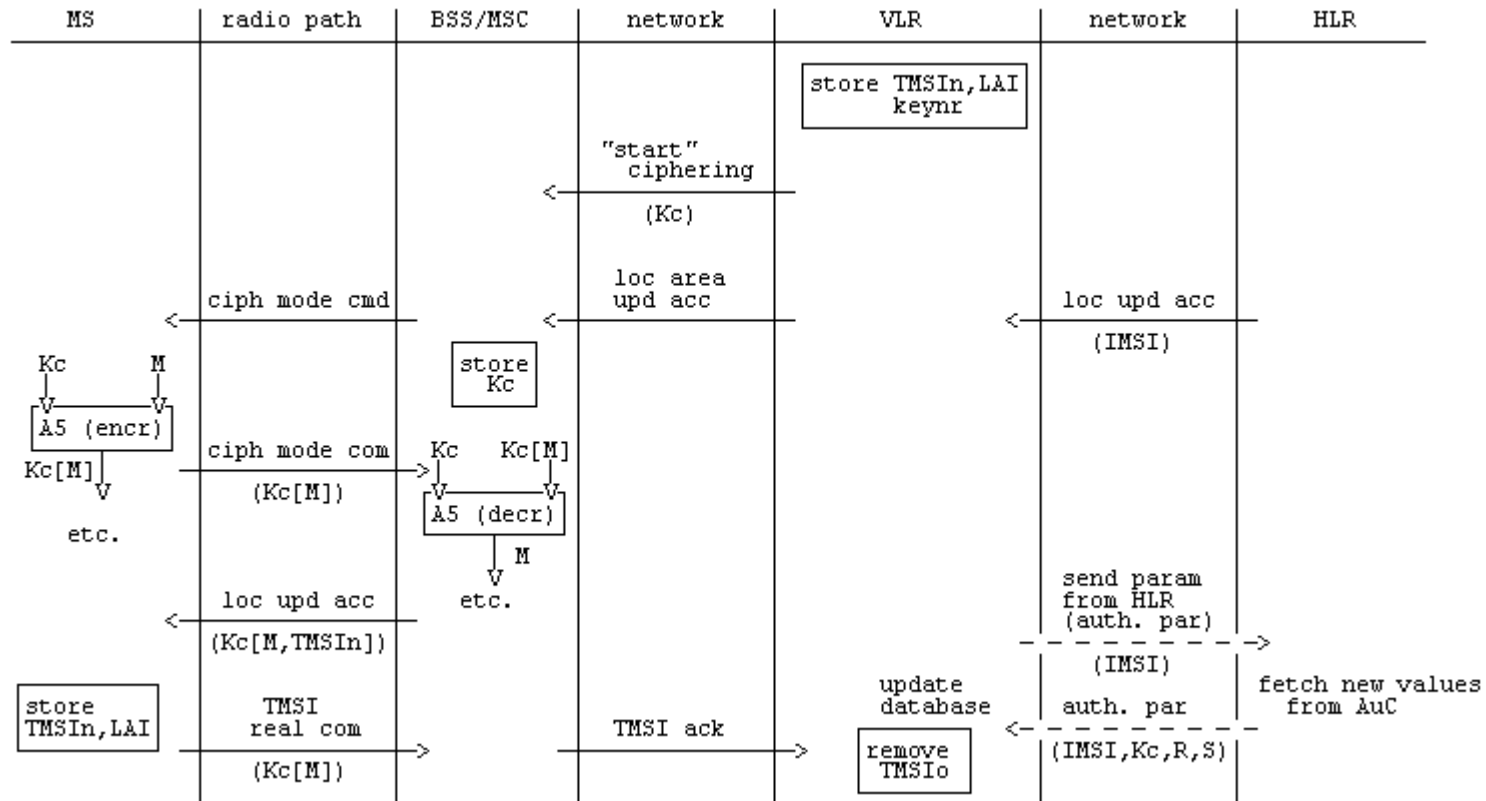 MS radio path BSS/MSC network VLR network HLR
store TMSIn,LAI
keynr
"start"
ciphering
(Kc)
loc area
ciph mode cmd upd acc loc upd acc
(IMSI)
Kc M store
Kc
A5 (encr)
ciph mode com Kc Kc[M]
Kc[M]
(Kc[M])
A5 (decr)
etc.
M
send param
loc upd acc etc. from HLR
(auth. par)
(Kc[M,TMSIn])
(IMSI)
update fetch new values
store TMSI database auth. par from AuC
TMSIn,LAI real com TMSI ack
remove (IMSI,Kc,R,S)
(Kc[M]) TMSIo